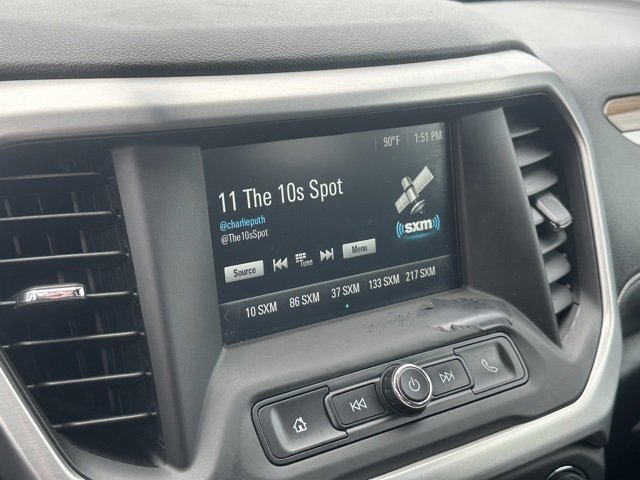 90°F 1:51 PM
11 The 10s Spot
@charlieputh
@The10sSpot
sxm
Source Tune Menu
10 SXM 86 SXM 37 SXM 133 SXM 217 SXM